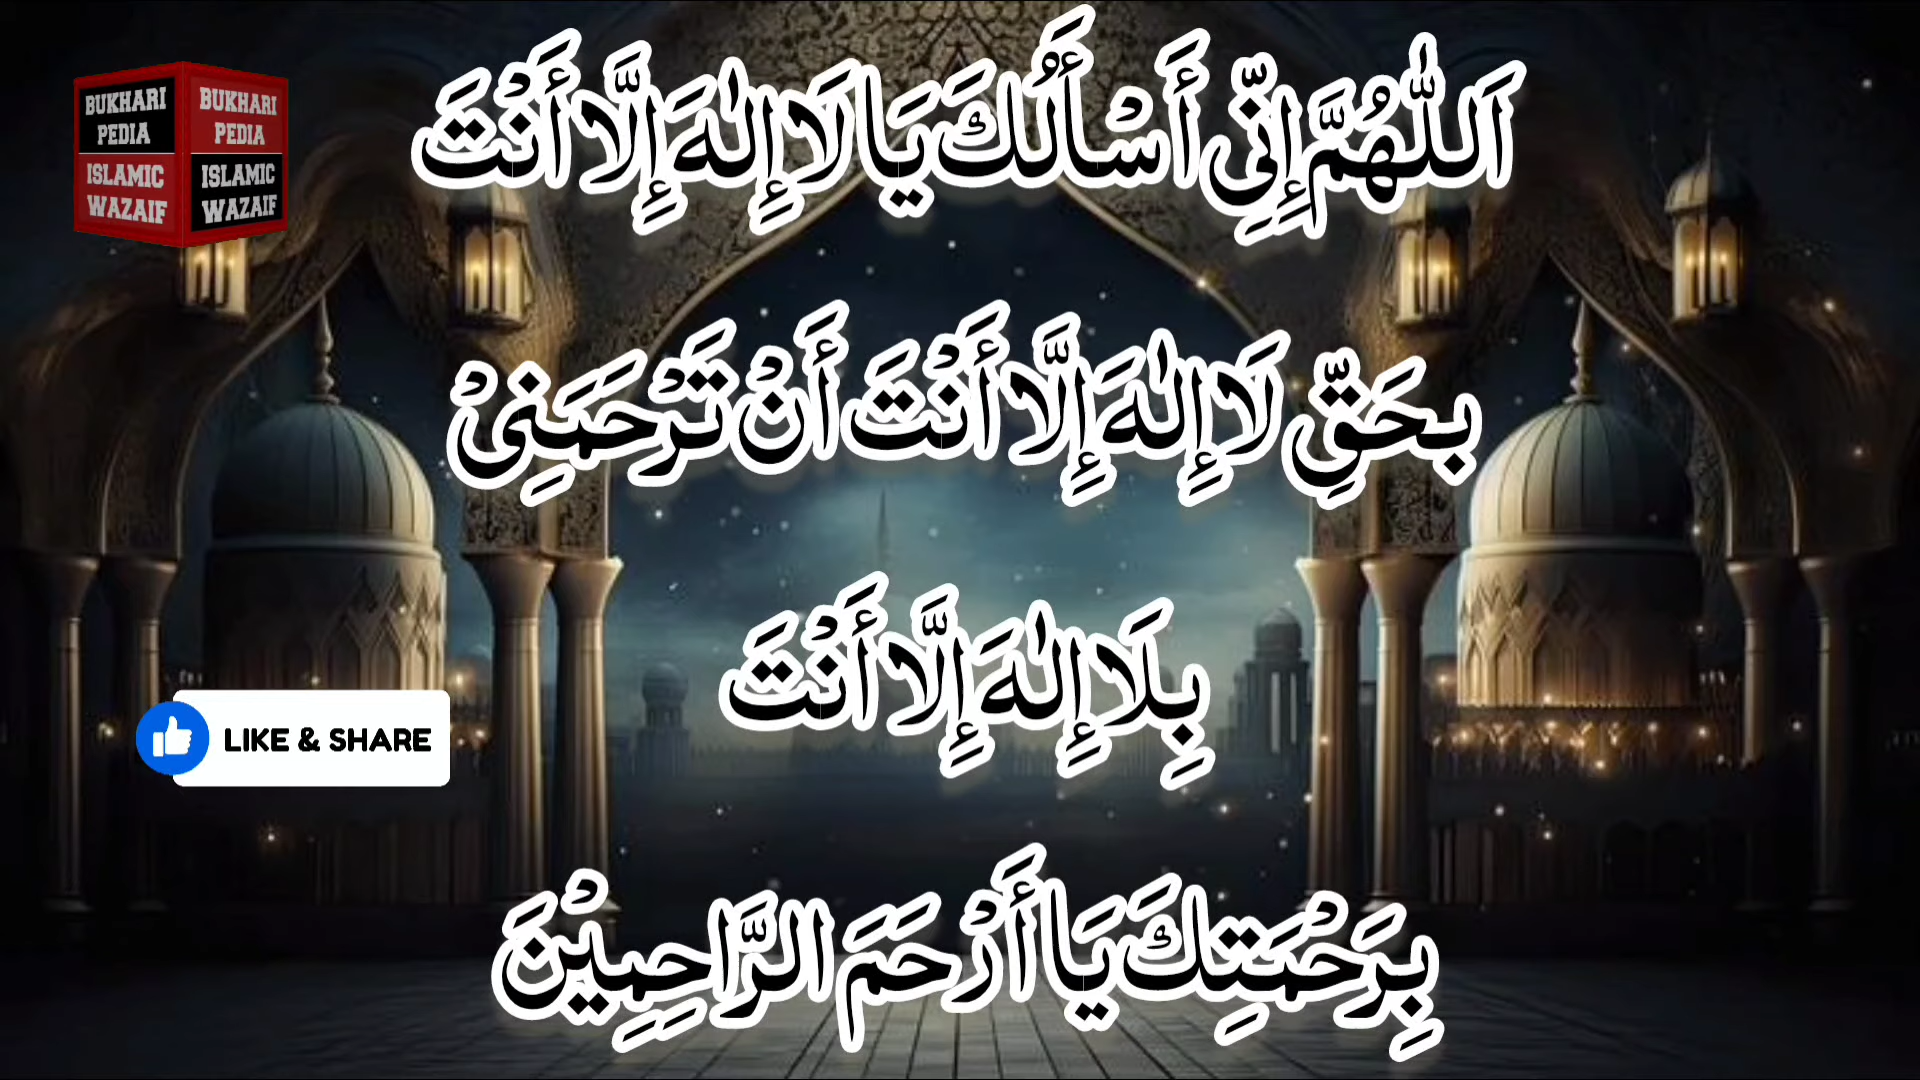 اَللّٰهُمَّ إِنِّي أَسْأَلُكَ يَا لَا إِلٰهَ إِلَّا أَنْتَ
بِحَقِّ لَا إِلٰهَ إِلَّا أَنْتَ أَنْ تَرْحَمَنِيْ
بِلَا إِلٰهَ إِلَّا أَنْتَ
بِرَحْمَتِكَ يَا أَرْحَمَ الرَّاحِمِيْنَ
BUKHARI PEDIA
ISLAMIC WAZAIF
BUKHARI PEDIA
ISLAMIC WAZAIF
LIKE & SHARE